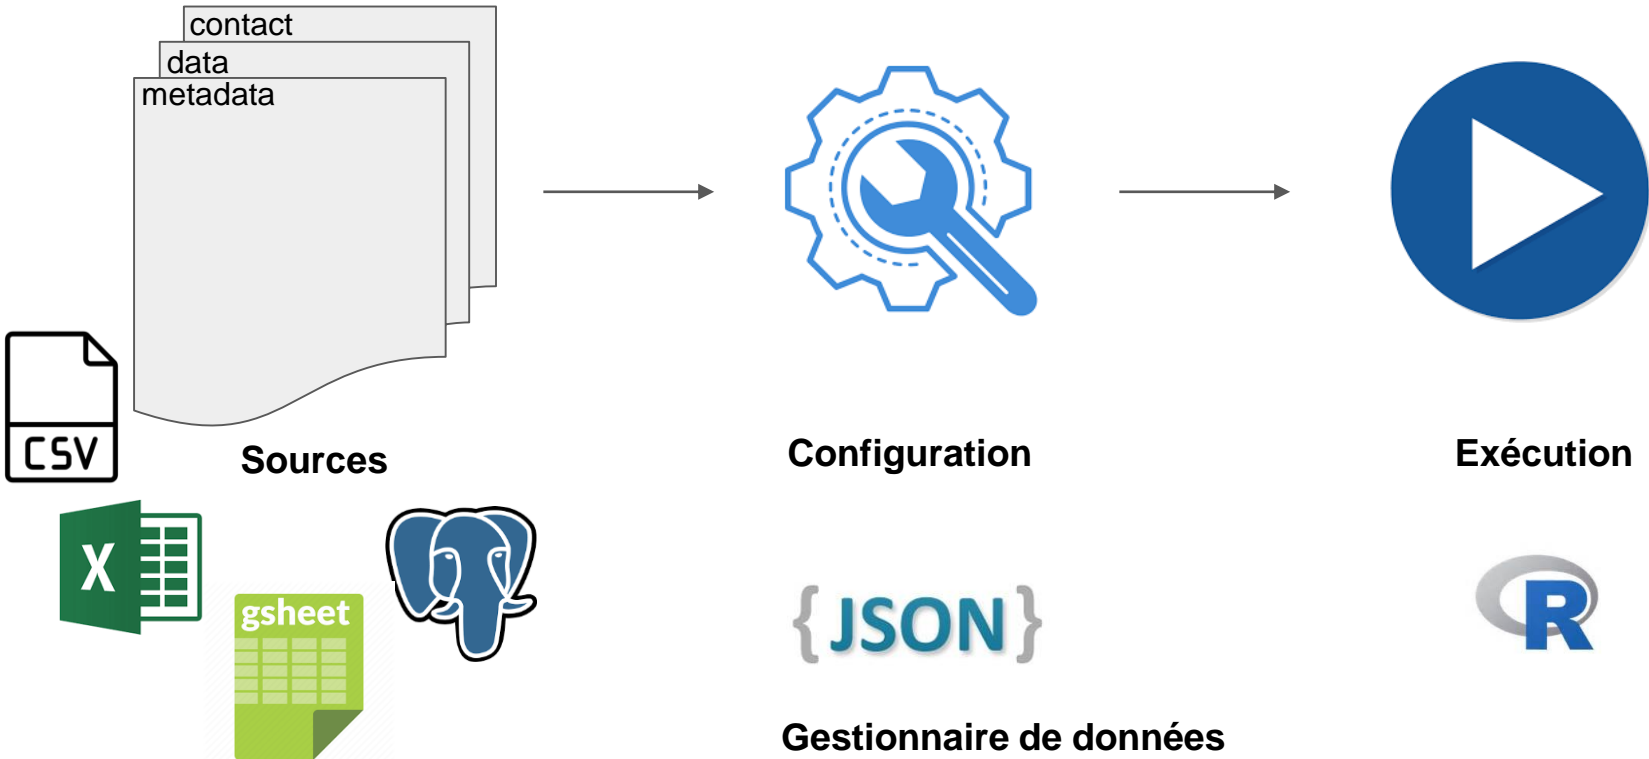 contact
data
metadata
CSV
Sources
Configuration
Exécution
X
gsheet
{JSON}
R
Gestionnaire de données